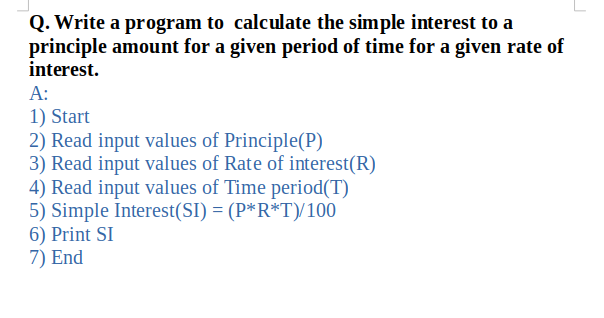 Q. Write a program to  calculate the simple interest to a
principle amount for a given period of time for a given rate of
interest.
A:
1) Start
2) Read input values of Principle(P)
3) Read input values of Rate of interest(R)
4) Read input values of Time period(T)
5) Simple Interest(SI) = (P*R*T)/100
6) Print SI
7) End